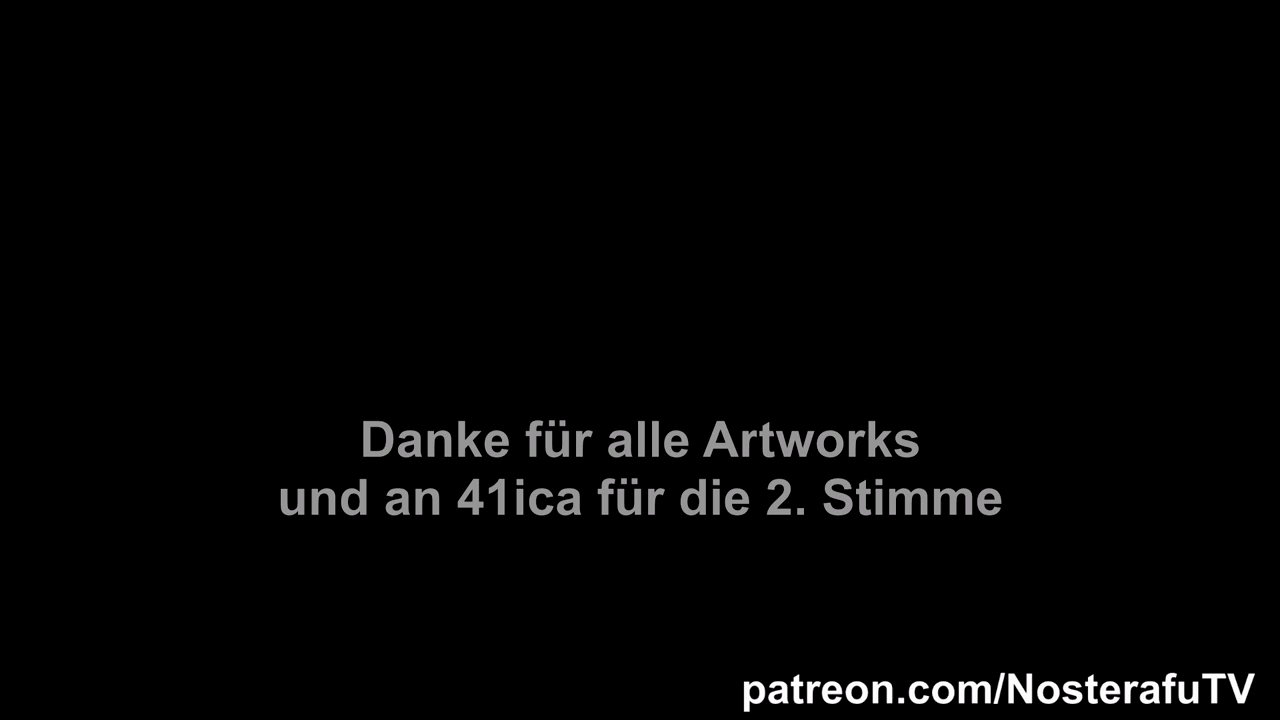 Danke für alle Artworks
und an 41ica für die 2. Stimme
patreon.com/NosterafuTV